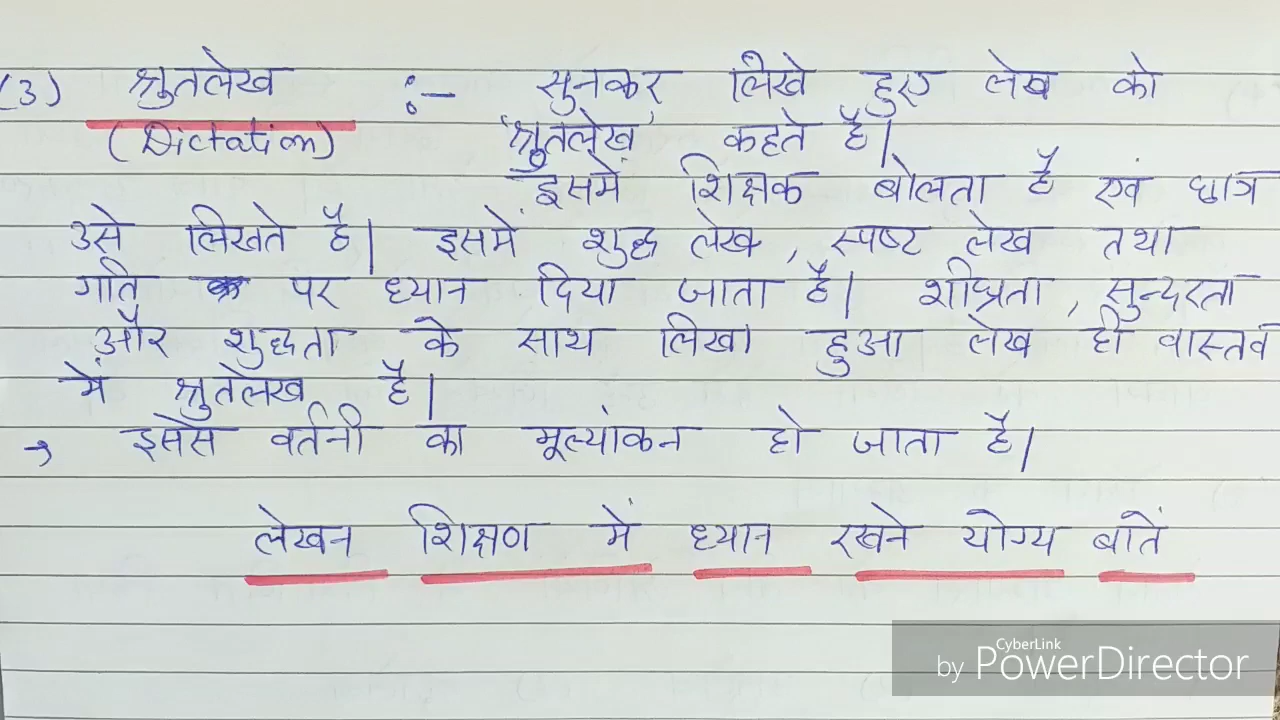 (3) श्रुतलेख :- सुनकर लिखे हुए लेख को
(Dictation) 'श्रुतलेख' कहते है।
इसमें शिक्षक बोलता है एवं छात्र
उसे लिखते है। इसमें शुद्ध लेख, स्पष्ट लेख तथा
गति पर ध्यान दिया जाता है। शीघ्रता, सुन्दरता
और शुद्धता के साथ लिखा हुआ लेख ही वास्तव
में श्रुतलेख है।
→ इससे वर्तनी का मूल्यांकन हो जाता है।
लेखन शिक्षण में ध्यान रखने योग्य बातें
CyberLink
by PowerDirector